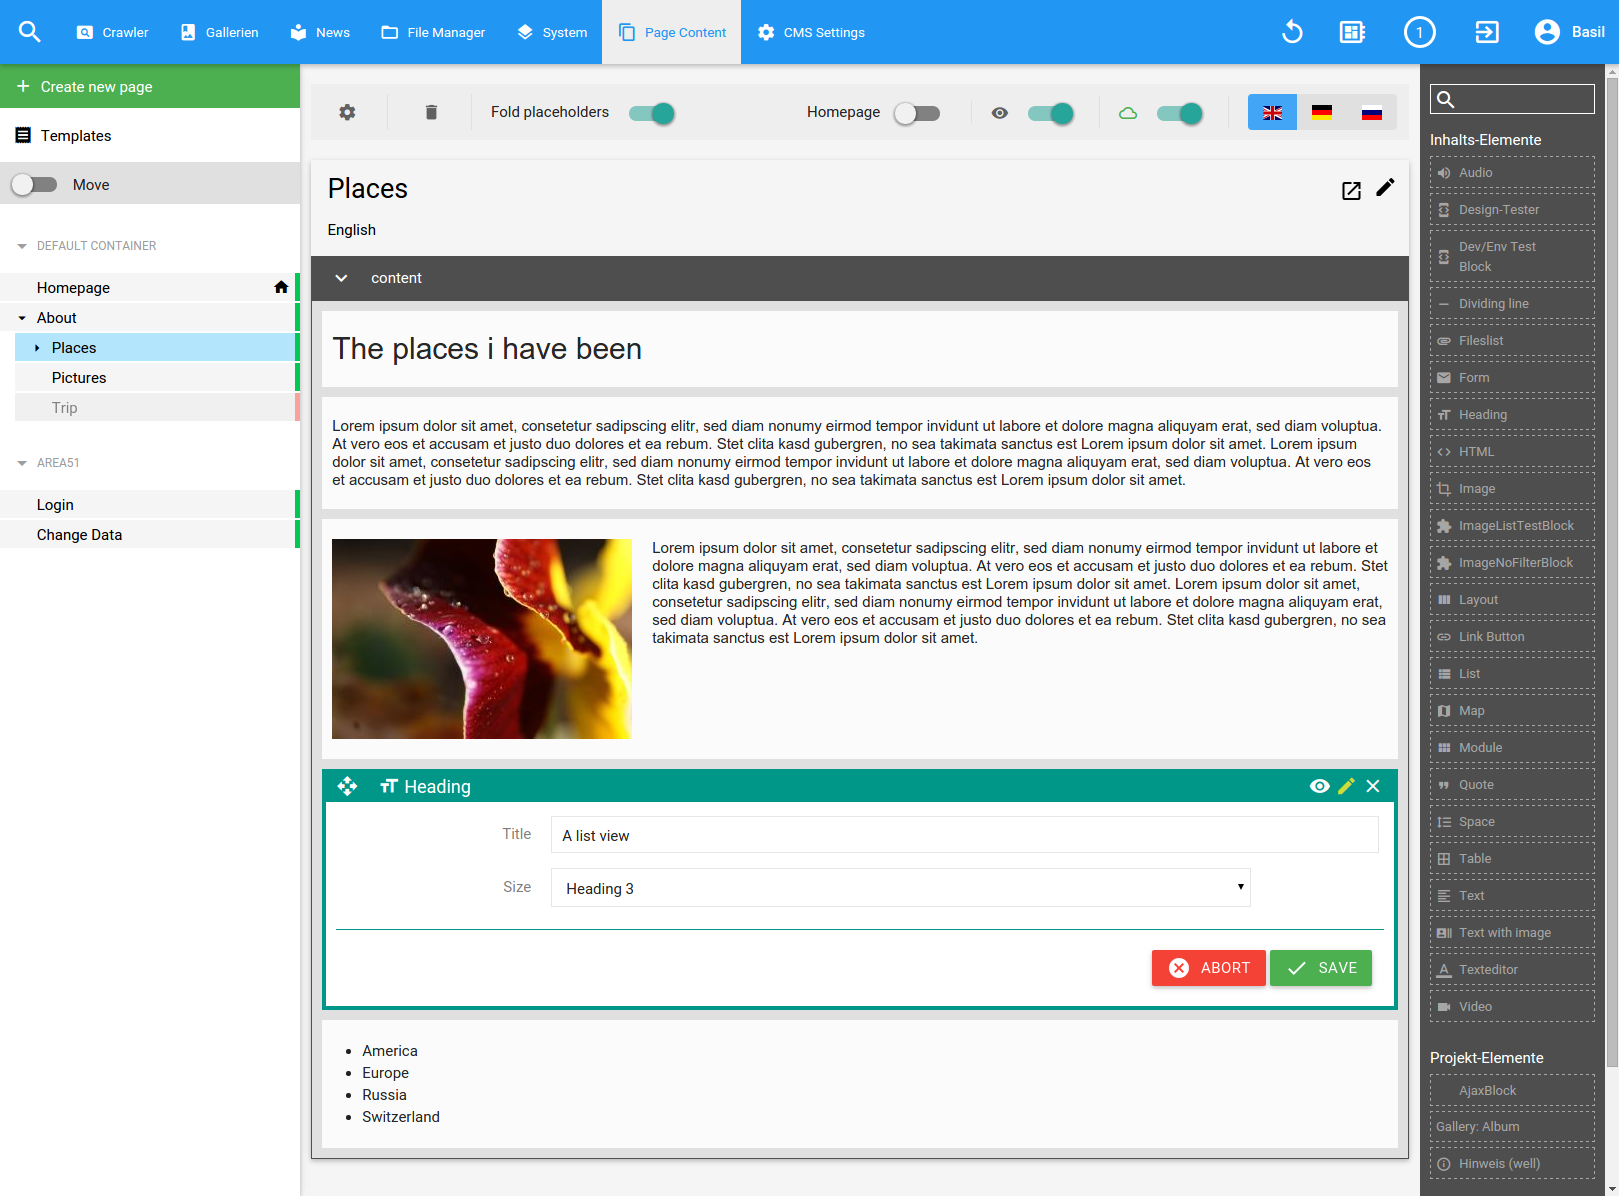 Crawler
Gallerien
News
File Manager
System
Page Content
CMS Settings
1
Basil
Create new page
Templates
Move
DEFAULT CONTAINER
Homepage
About
Places
Pictures
Trip
AREA51
Login
Change Data
Fold placeholders
Homepage
Places
English
content
The places i have been
Lorem ipsum dolor sit amet, consetetur sadipscing elitr, sed diam nonumy eirmod tempor invidunt ut labore et dolore magna aliquyam erat, sed diam voluptua.
At vero eos et accusam et justo duo dolores et ea rebum. Stet clita kasd gubergren, no sea takimata sanctus est Lorem ipsum dolor sit amet. Lorem ipsum
dolor sit amet, consetetur sadipscing elitr, sed diam nonumy eirmod tempor invidunt ut labore et dolore magna aliquyam erat, sed diam voluptua. At vero eos
et accusam et justo duo dolores et ea rebum. Stet clita kasd gubergren, no sea takimata sanctus est Lorem ipsum dolor sit amet.
Lorem ipsum dolor sit amet, consetetur sadipscing elitr, sed diam nonumy eirmod tempor invidunt ut labore et
dolore magna aliquyam erat, sed diam voluptua. At vero eos et accusam et justo duo dolores et ea rebum. Stet
clita kasd gubergren, no sea takimata sanctus est Lorem ipsum dolor sit amet. Lorem ipsum dolor sit amet,
consetetur sadipscing elitr, sed diam nonumy eirmod tempor invidunt ut labore et dolore magna aliquyam erat,
sed diam voluptua. At vero eos et accusam et justo duo dolores et ea rebum. Stet clita kasd gubergren, no sea
takimata sanctus est Lorem ipsum dolor sit amet.
Heading
Title
A list view
Size
Heading 3
ABORT
SAVE
America
Europe
Russia
Switzerland
Inhalts-Elemente
Audio
Design-Tester
Dev/Env Test
Block
Dividing line
Fileslist
Form
Heading
HTML
Image
ImageListTestBlock
ImageNoFilterBlock
Layout
Link Button
List
Map
Module
Quote
Space
Table
Text
Text with image
Texteditor
Video
Projekt-Elemente
AjaxBlock
Gallery: Album
Hinweis (well)